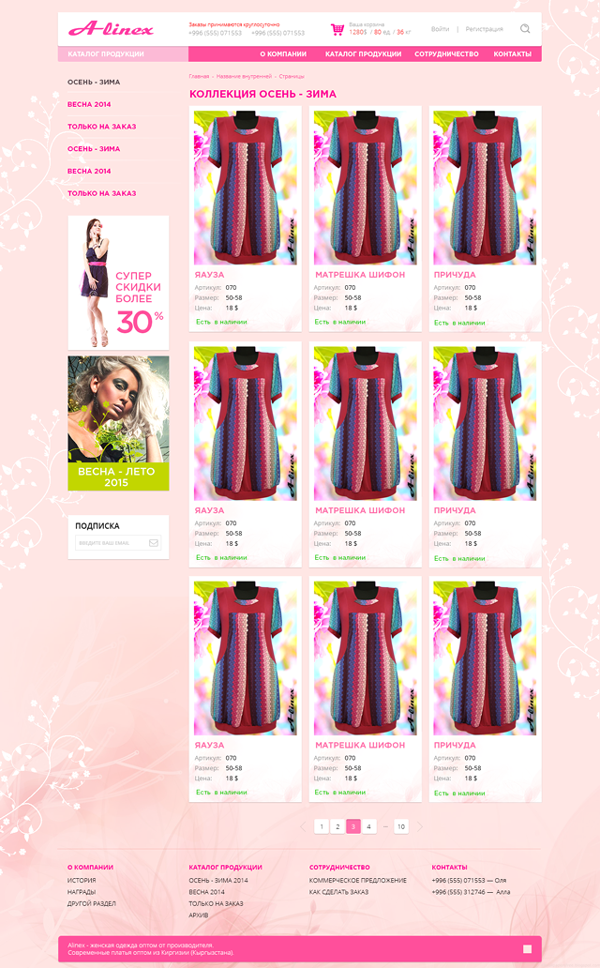 A-linex
Заказы принимаются круглосуточно
+996 (555) 071553 +996 (555) 071553
Ваша корзина
1280$ / 80 ед. / 36 кг
Войти | Регистрация
КАТАЛОГ ПРОДУКЦИИ
О КОМПАНИИ КАТАЛОГ ПРОДУКЦИИ СОТРУДНИЧЕСТВО КОНТАКТЫ
ОСЕНЬ - ЗИМА
ВЕСНА 2014
ТОЛЬКО НА ЗАКАЗ
ОСЕНЬ - ЗИМА
ВЕСНА 2014
ТОЛЬКО НА ЗАКАЗ
СУПЕР
СКИДКИ
БОЛЕЕ
30%
ВЕСНА - ЛЕТО
2015
ПОДПИСКА
ВВЕДИТЕ ВАШ EMAIL
Главная - Название внутренней - Страницы
КОЛЛЕКЦИЯ ОСЕНЬ - ЗИМА
A-linex
A-linex
A-linex
ЯАУЗА
Артикул: 070
Размер: 50-58
Цена: 18 $
Есть в наличии
МАТРЕШКА ШИФОН
Артикул: 070
Размер: 50-58
Цена: 18 $
Есть в наличии
ПРИЧУДА
Артикул: 070
Размер: 50-58
Цена: 18 $
Есть в наличии
A-linex
A-linex
A-linex
ЯАУЗА
Артикул: 070
Размер: 50-58
Цена: 18 $
Есть в наличии
МАТРЕШКА ШИФОН
Артикул: 070
Размер: 50-58
Цена: 18 $
Есть в наличии
ПРИЧУДА
Артикул: 070
Размер: 50-58
Цена: 18 $
Есть в наличии
A-linex
A-linex
A-linex
ЯАУЗА
Артикул: 070
Размер: 50-58
Цена: 18 $
Есть в наличии
МАТРЕШКА ШИФОН
Артикул: 070
Размер: 50-58
Цена: 18 $
Есть в наличии
ПРИЧУДА
Артикул: 070
Размер: 50-58
Цена: 18 $
Есть в наличии
1 2 3 4 ... 10
О КОМПАНИИ
ИСТОРИЯ
НАГРАДЫ
ДРУГОЙ РАЗДЕЛ
КАТАЛОГ ПРОДУКЦИИ
ОСЕНЬ - ЗИМА 2014
ВЕСНА 2014
ТОЛЬКО НА ЗАКАЗ
АРХИВ
СОТРУДНИЧЕСТВО
КОММЕРЧЕСКОЕ ПРЕДЛОЖЕНИЕ
КАК СДЕЛАТЬ ЗАКАЗ
КОНТАКТЫ
+996 (555) 071553 — Оля
+996 (555) 312746 — Алла
Alinex - женская одежда оптом от производителя.
Современные платья оптом из Киргизии (Кыргызстана).